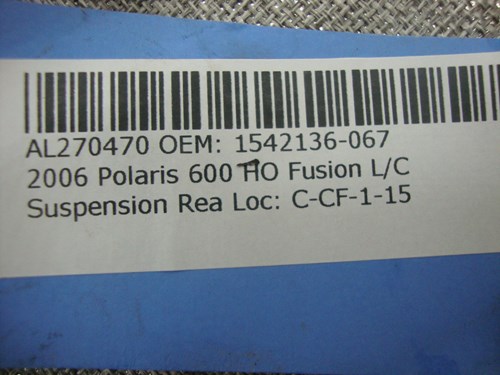 AL270470 OEM: 1542136-067
2006 Polaris 600 HO Fusion L/C
Suspension Rea Loc: C-CF-1-15